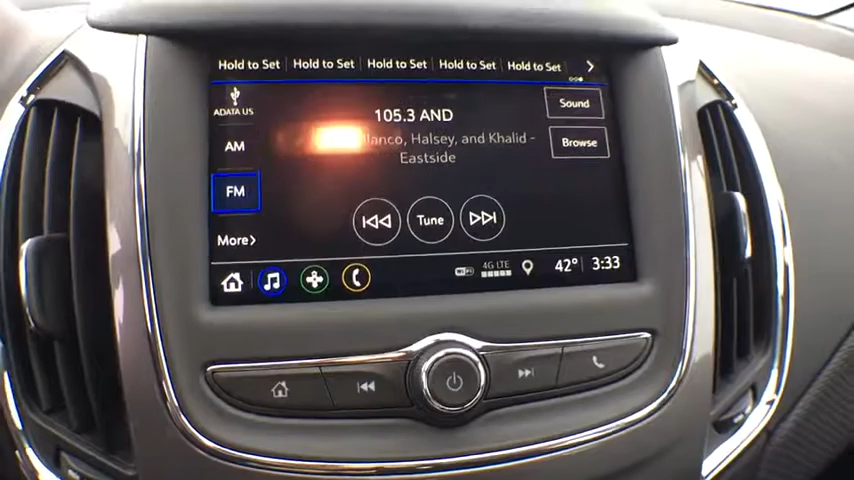 Hold to Set Hold to Set Hold to Set Hold to Set Hold to Set
ADATA US
105.3 AND
Sound
AM
Halsey, and Khalid -
Browse
Eastside
FM
Tune
More
WiFi 4G LTE 42° 3:33